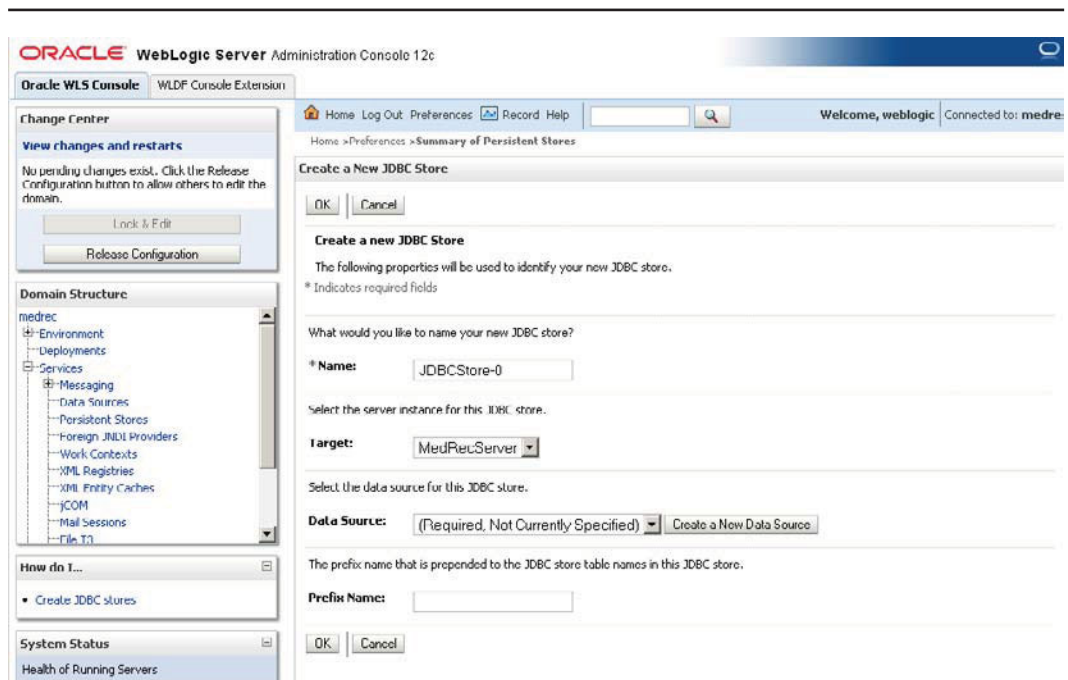 ORACLE WebLogic Server Administration Console 12c
Oracle WLS Console WLDF Console Extension
Change Center
View changes and restarts
No pending changes exist. Click the Release
Configuration button to allow others to edit the
domain.
Lock & Edit
Release Configuration
Domain Structure
medrec
Environment
Deployments
Services
Messaging
Data Sources
Persistent Stores
Foreign JNDI Providers
Work Contexts
XML Registries
XML Entity Caches
jCOM
Mail Sessions
File T3
How do I...
• Create JDBC stores
System Status
Health of Running Servers
Home Log Out Preferences Record Help
Welcome, weblogic Connected to: medre
Home >Preferences >Summary of Persistent Stores
Create a New JDBC Store
OK Cancel
Create a new JDBC Store
The following properties will be used to identify your new JDBC store.
* Indicates required fields
What would you like to name your new JDBC store?
* Name: JDBCStore-0
Select the server instance for this JDBC store.
Target: MedRecServer
Select the data source for this JDBC store.
Data Source: (Required, Not Currently Specified) Create a New Data Source
The prefix name that is prepended to the JDBC store table names in this JDBC store.
Prefix Name:
OK Cancel